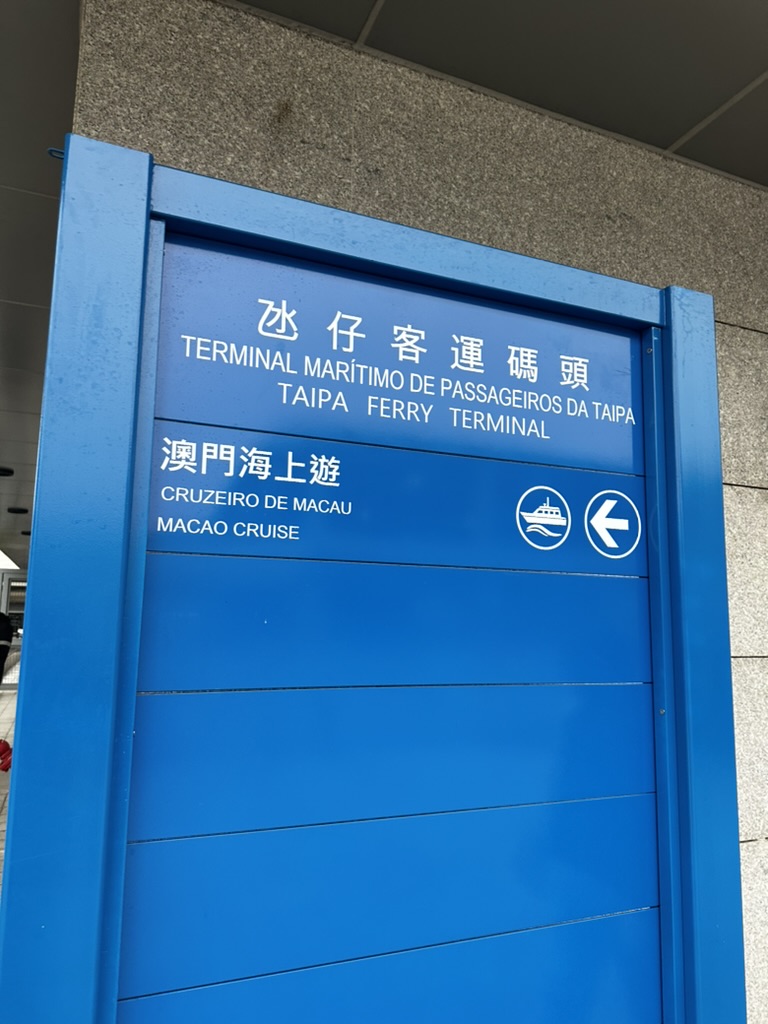 氹仔客運碼頭
TERMINAL MARÍTIMO DE PASSAGEIROS DA TAIPA
TAIPA FERRY TERMINAL
澳門海上遊
CRUZEIRO DE MACAU
MACAO CRUISE